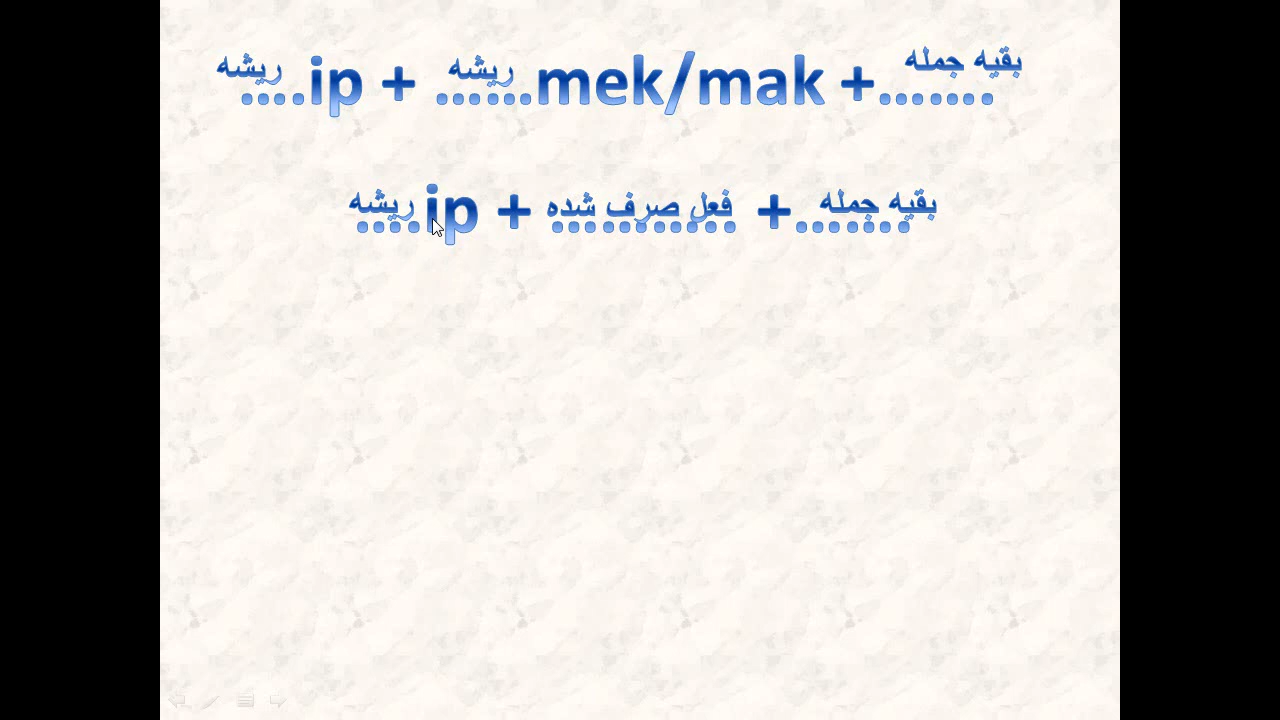 ریشه....ip + ریشه......mek/mak + بقیه جمله.......
ریشه....ip + فعل صرف شده........... + بقیه جمله.......